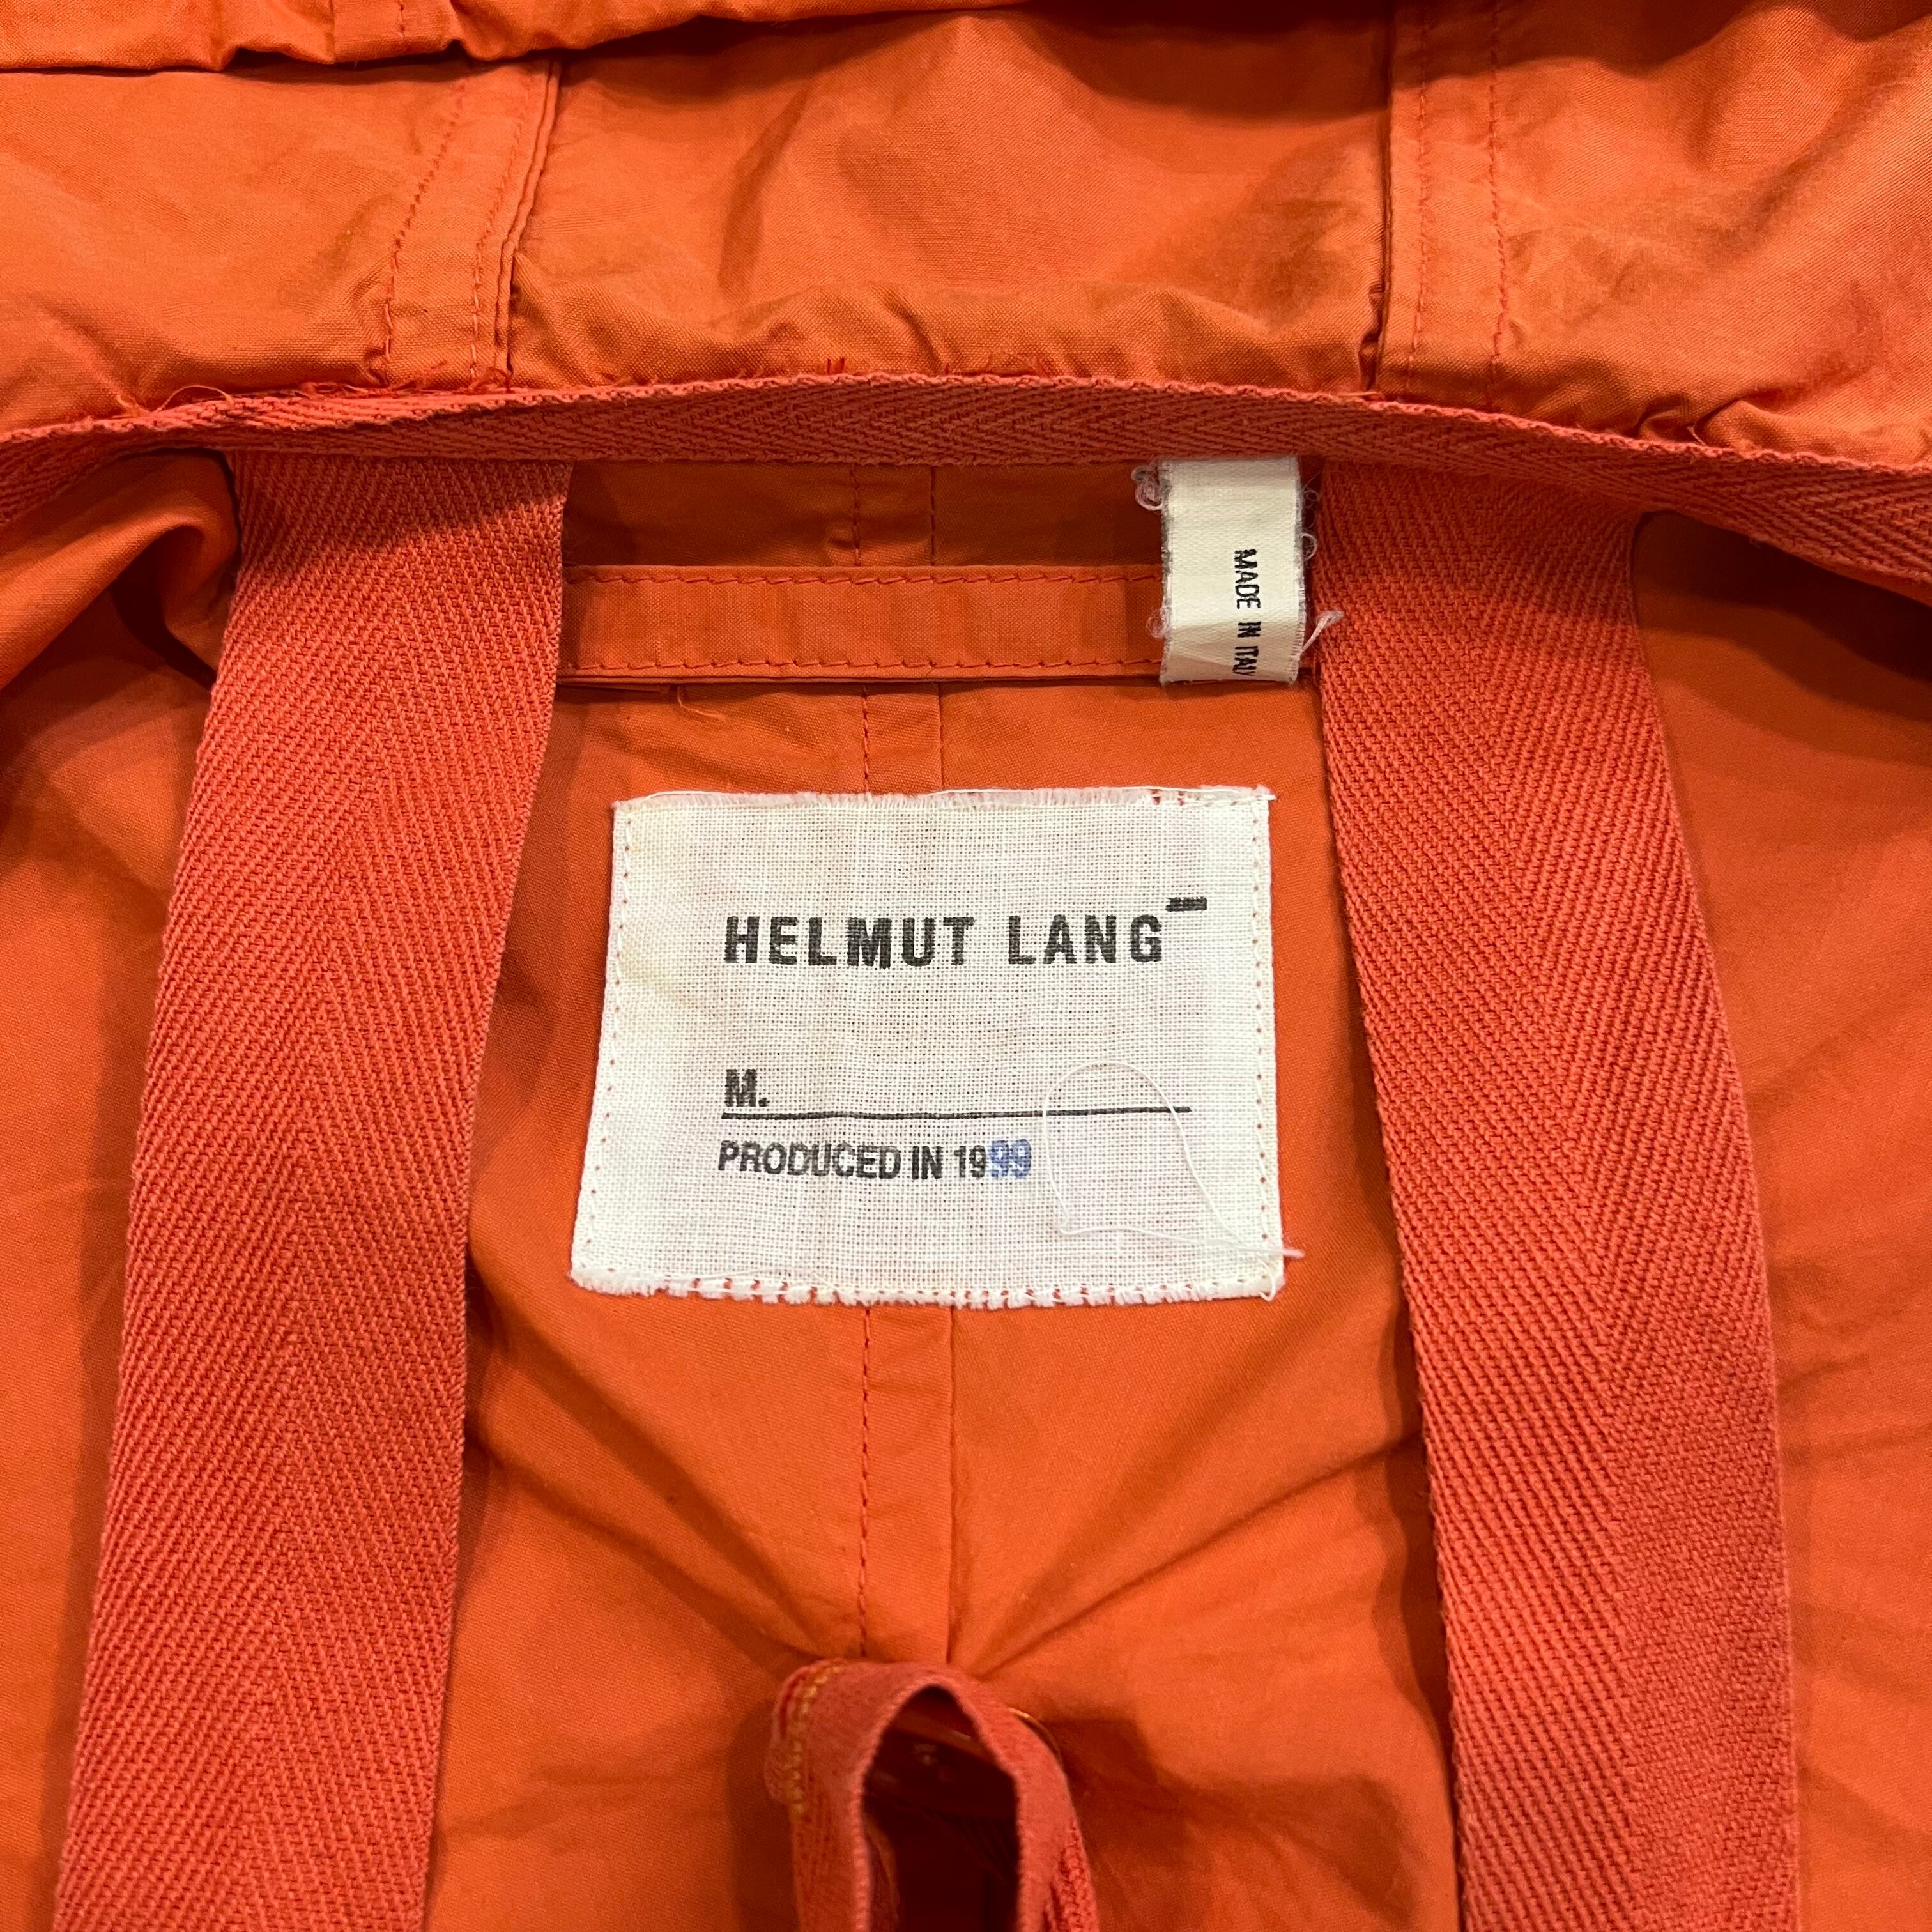 MADE IN ITALY
HELMUT LANG
M.
PRODUCED IN 1999